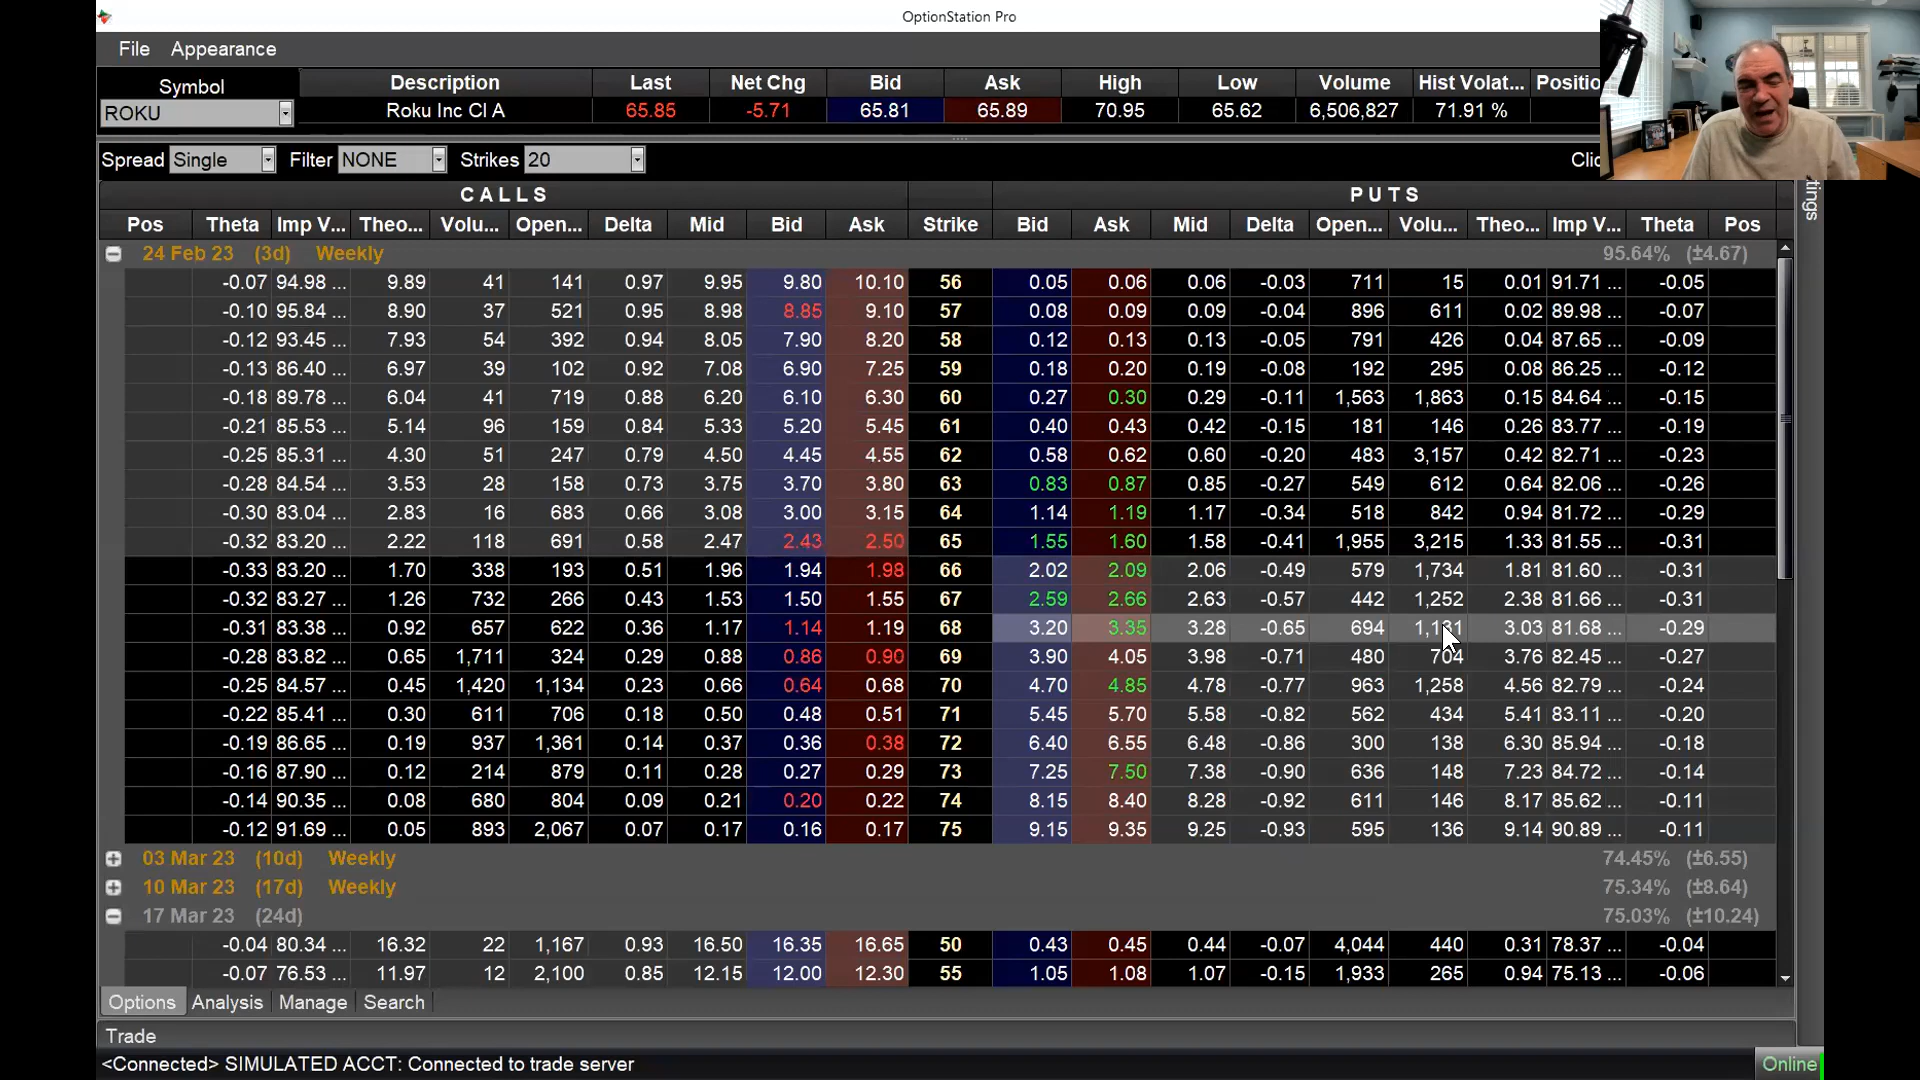 OptionStation Pro
File Appearance
Symbol Description Last Net Chg Bid Ask High Low Volume Hist Volat... Positio
ROKU Roku Inc Cl A 65.85 -5.71 65.81 65.89 70.95 65.62 6,506,827 71.91 %
Spread Single Filter NONE Strikes 20 Clic
CALLS PUTS
Pos Theta Imp V... Theo... Volu... Open... Delta Mid Bid Ask Strike Bid Ask Mid Delta Open... Volu... Theo... Imp V... Theta Pos
24 Feb 23 (3d) Weekly 95.64% (±4.67)
-0.07 94.98 ... 9.89 41 141 0.97 9.95 9.80 10.10 56 0.05 0.06 0.06 -0.03 711 15 0.01 91.71 ... -0.05
-0.10 95.84 ... 8.90 37 521 0.95 8.98 8.85 9.10 57 0.08 0.09 0.09 -0.04 896 611 0.02 89.98 ... -0.07
-0.12 93.45 ... 7.93 54 392 0.94 8.05 7.90 8.20 58 0.12 0.13 0.13 -0.05 791 426 0.04 87.65 ... -0.09
-0.13 86.40 ... 6.97 39 102 0.92 7.08 6.90 7.25 59 0.18 0.20 0.19 -0.08 192 295 0.08 86.25 ... -0.12
-0.18 89.78 ... 6.04 41 719 0.88 6.20 6.10 6.30 60 0.27 0.30 0.29 -0.11 1,563 1,863 0.15 84.64 ... -0.15
-0.21 85.53 ... 5.14 96 159 0.84 5.33 5.20 5.45 61 0.40 0.43 0.42 -0.15 181 146 0.26 83.77 ... -0.19
-0.25 85.31 ... 4.30 51 247 0.79 4.50 4.45 4.55 62 0.58 0.62 0.60 -0.20 483 3,157 0.42 82.71 ... -0.23
-0.28 84.54 ... 3.53 28 158 0.73 3.75 3.70 3.80 63 0.83 0.87 0.85 -0.27 549 612 0.64 82.06 ... -0.26
-0.30 83.04 ... 2.83 16 683 0.66 3.08 3.00 3.15 64 1.14 1.19 1.17 -0.34 518 842 0.94 81.72 ... -0.29
-0.32 83.20 ... 2.22 118 691 0.58 2.47 2.43 2.50 65 1.55 1.60 1.58 -0.41 1,955 3,215 1.33 81.55 ... -0.31
-0.33 83.20 ... 1.70 338 193 0.51 1.96 1.94 1.98 66 2.02 2.09 2.06 -0.49 579 1,734 1.81 81.60 ... -0.31
-0.32 83.27 ... 1.26 732 266 0.43 1.53 1.50 1.55 67 2.59 2.66 2.63 -0.57 442 1,252 2.38 81.66 ... -0.31
-0.31 83.38 ... 0.92 657 622 0.36 1.17 1.14 1.19 68 3.20 3.35 3.28 -0.65 694 3.03 81.68 ... -0.29
-0.28 83.82 ... 0.65 1,711 324 0.29 0.88 0.86 0.90 69 3.90 4.05 3.98 -0.71 480 704 3.76 82.45 ... -0.27
-0.25 84.57 ... 0.45 1,420 1,134 0.23 0.66 0.64 0.68 70 4.70 4.85 4.78 -0.77 963 1,258 4.56 82.79 ... -0.24
-0.22 85.41 ... 0.30 611 706 0.18 0.50 0.48 0.51 71 5.45 5.70 5.58 -0.82 562 434 5.41 83.11 ... -0.20
-0.19 86.65 ... 0.19 937 1,361 0.14 0.37 0.36 0.38 72 6.40 6.55 6.48 -0.86 300 138 6.30 85.94 ... -0.18
-0.16 87.90 ... 0.12 214 879 0.11 0.28 0.27 0.29 73 7.25 7.50 7.38 -0.90 636 148 7.23 84.72 ... -0.14
-0.14 90.35 ... 0.08 680 804 0.09 0.21 0.20 0.22 74 8.15 8.40 8.28 -0.92 611 146 8.17 85.62 ... -0.11
-0.12 91.69 ... 0.05 893 2,067 0.07 0.17 0.16 0.17 75 9.15 9.35 9.25 -0.93 595 136 9.14 90.89 ... -0.11
03 Mar 23 (10d) Weekly 74.45% (±6.55)
10 Mar 23 (17d) Weekly 75.34% (±8.64)
17 Mar 23 (24d) 75.03% (±10.24)
-0.04 80.34 ... 16.32 22 1,167 0.93 16.50 16.35 16.65 50 0.43 0.45 0.44 -0.07 4,044 440 0.31 78.37 ... -0.04
-0.07 76.53 ... 11.97 12 2,100 0.85 12.15 12.00 12.30 55 1.05 1.08 1.07 -0.15 1,933 265 0.94 75.13 ... -0.06
Options Analysis Manage Search
Trade
<Connected> SIMULATED ACCT: Connected to trade server Online
tings